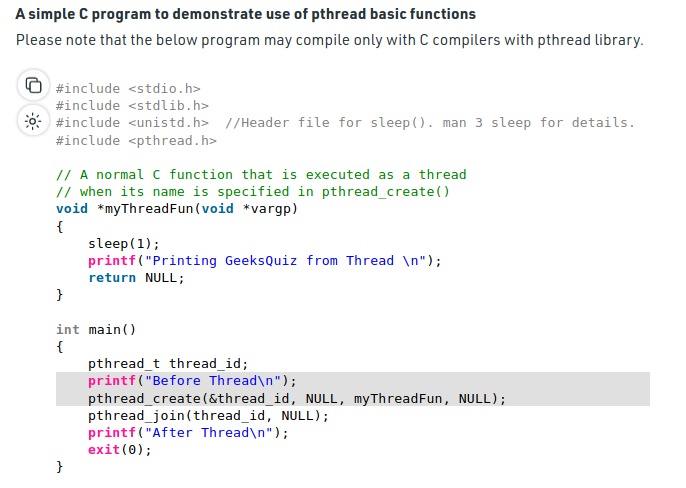 A simple C program to demonstrate use of pthread basic functions
Please note that the below program may compile only with C compilers with pthread library.
#include <stdio.h>
#include <stdlib.h>
#include <unistd.h>  //Header file for sleep(). man 3 sleep for details.
#include <pthread.h>
// A normal C function that is executed as a thread
// when its name is specified in pthread_create()
void *myThreadFun(void *vargp)
{
    sleep(1);
    printf("Printing GeeksQuiz from Thread \n");
    return NULL;
}
int main()
{
    pthread_t thread_id;
    printf("Before Thread\n");
    pthread_create(&thread_id, NULL, myThreadFun, NULL);
    pthread_join(thread_id, NULL);
    printf("After Thread\n");
    exit(0);
}